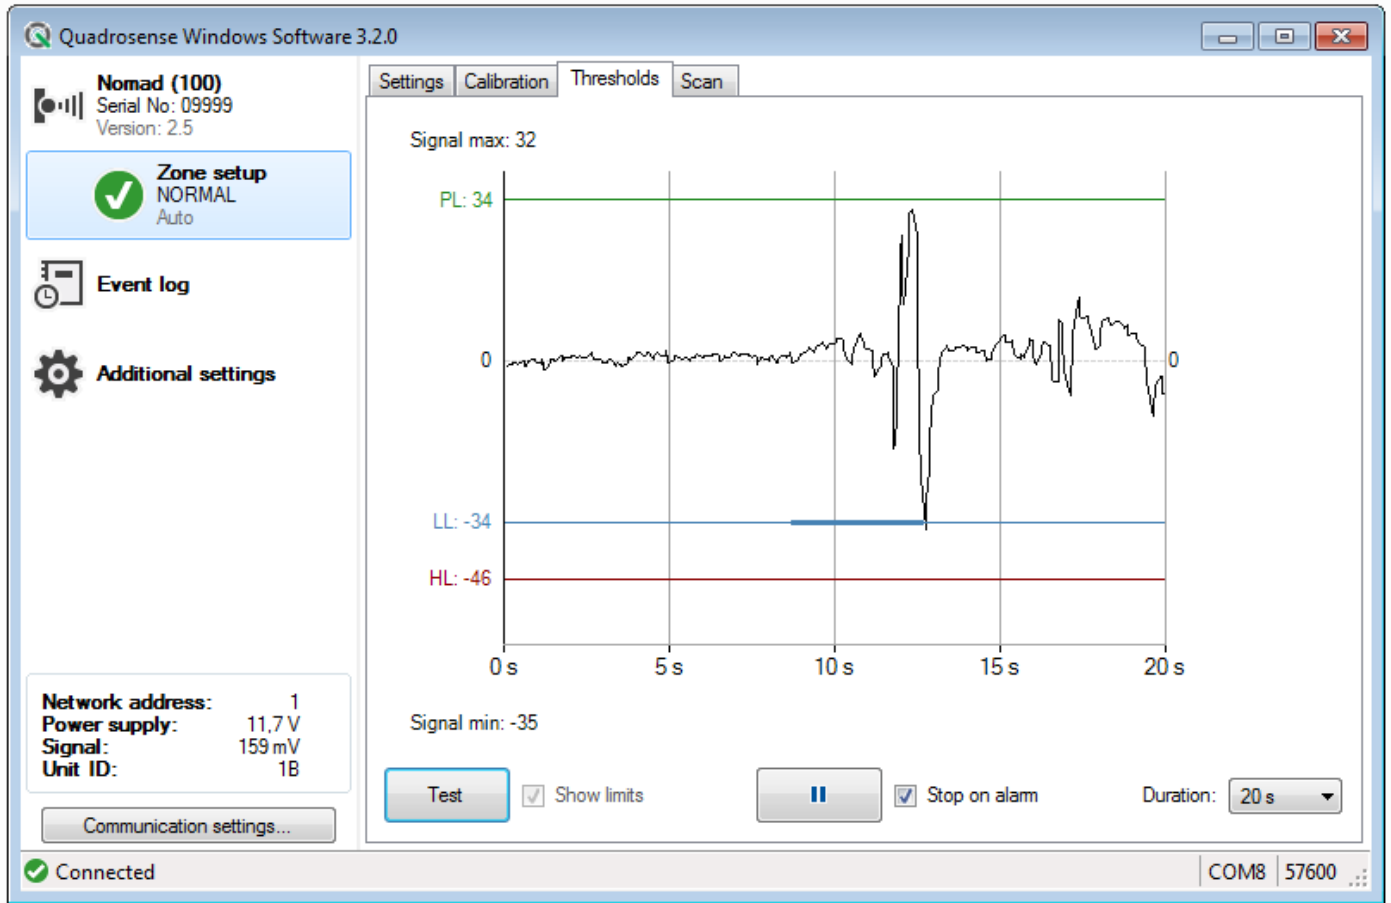 Quadrosense Windows Software 3.2.0
Nomad (100)
Serial No: 09999
Version: 2.5
Zone setup
NORMAL
Auto
Event log
Additional settings
Network address: 1
Power supply: 11,7 V
Signal: 159 mV
Unit ID: 1B
Communication settings...
Settings Calibration Thresholds Scan
Signal max: 32
PL: 34
0 0
LL: -34
HL: -46
0 s 5 s 10 s 15 s 20 s
Signal min: -35
Test Show limits Stop on alarm Duration: 20 s
Connected COM8 57600